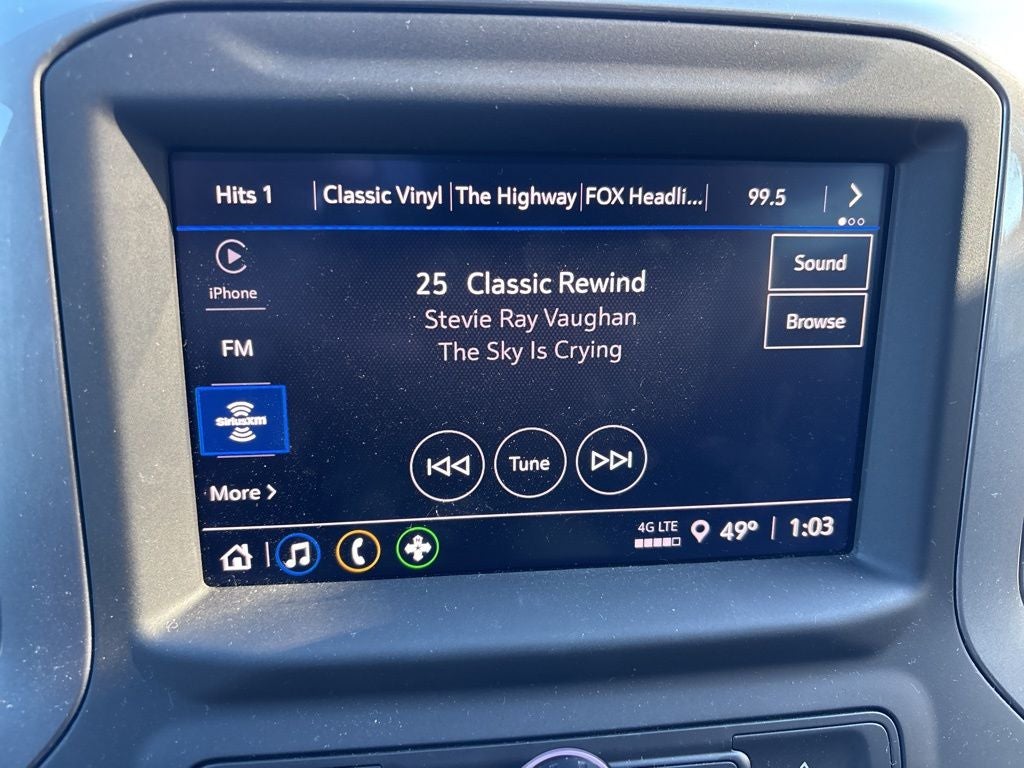 Hits 1 Classic Vinyl The Highway FOX Headli... 99.5
iPhone
FM
SiriusXM
More
25 Classic Rewind
Stevie Ray Vaughan
The Sky Is Crying
Sound
Browse
Tune
4G LTE 49° 1:03